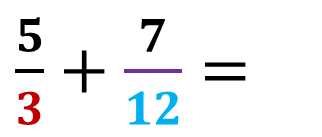 5/3 + 7/12 =